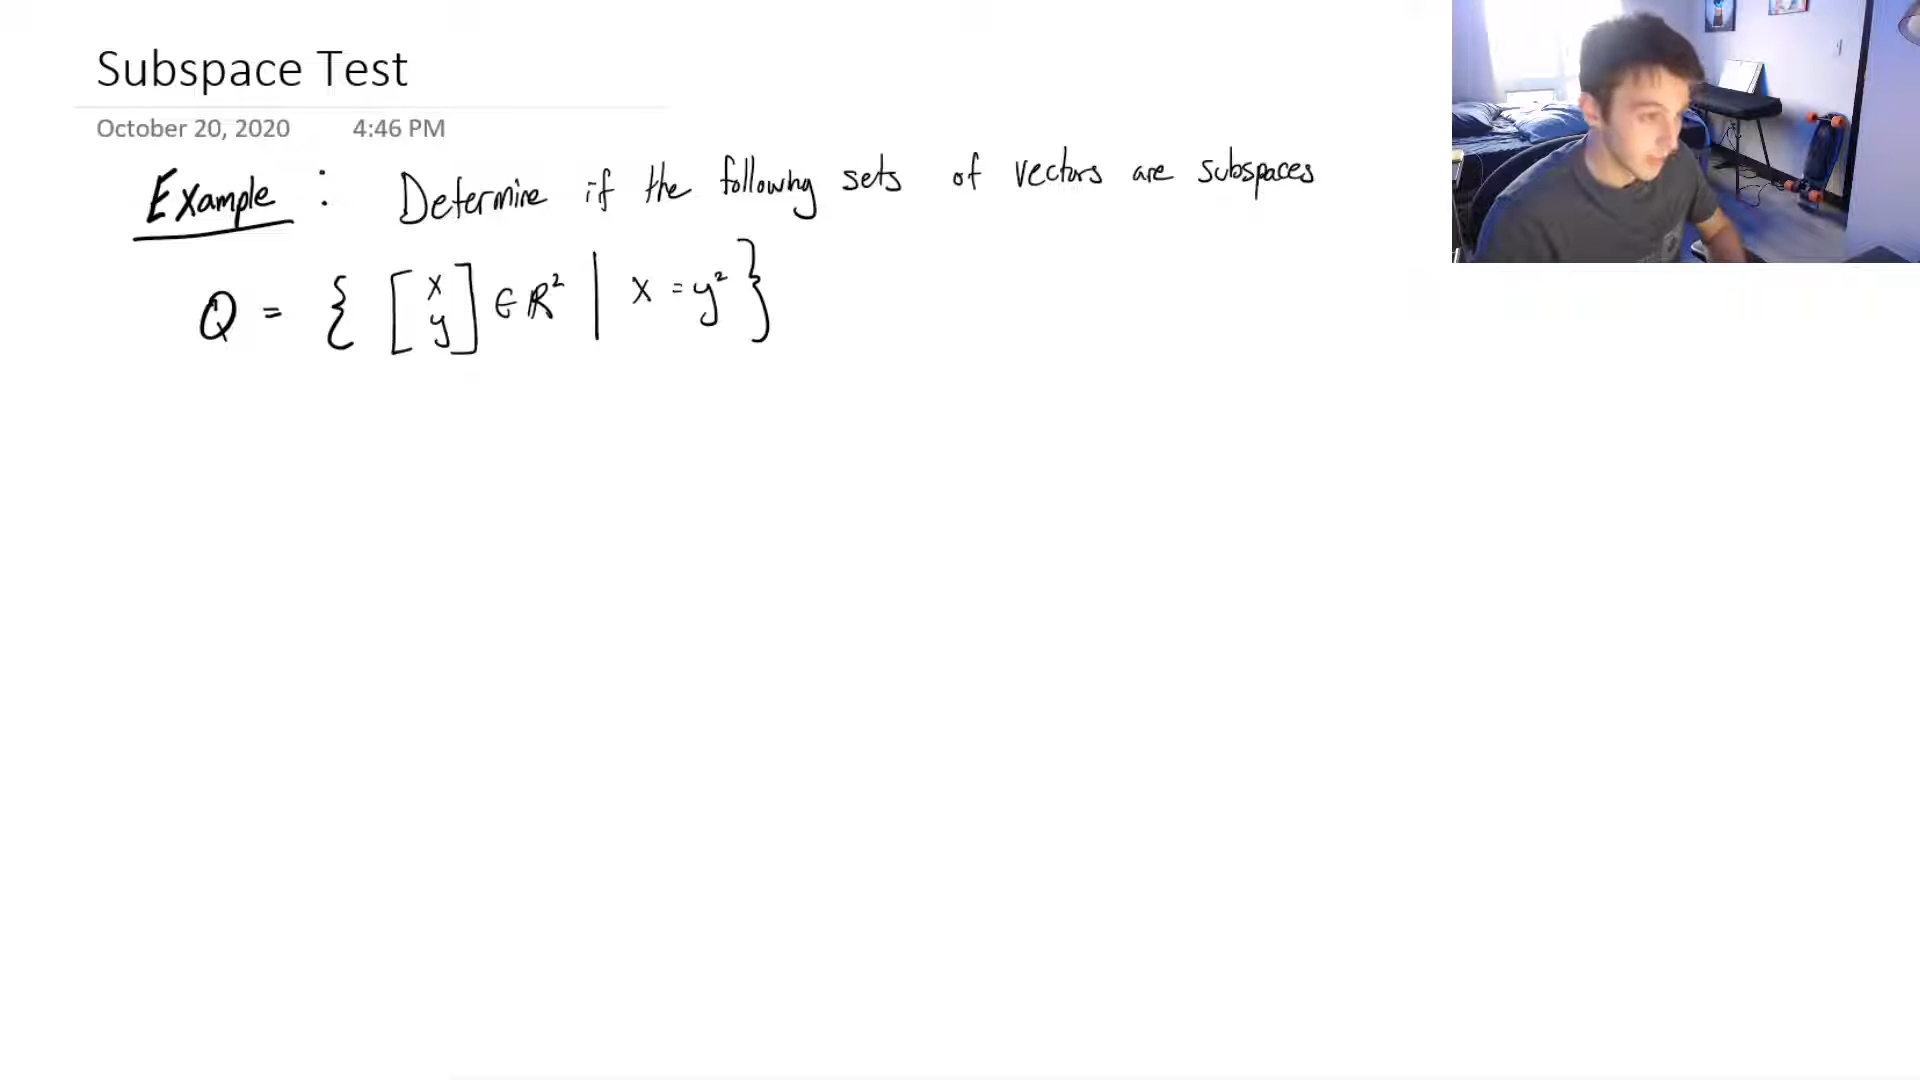 Subspace Test
October 20, 2020 4:46 PM
Example : Determine if the following sets of vectors are subspaces
Q = { [x y] ∈ ℝ² | x = y² }